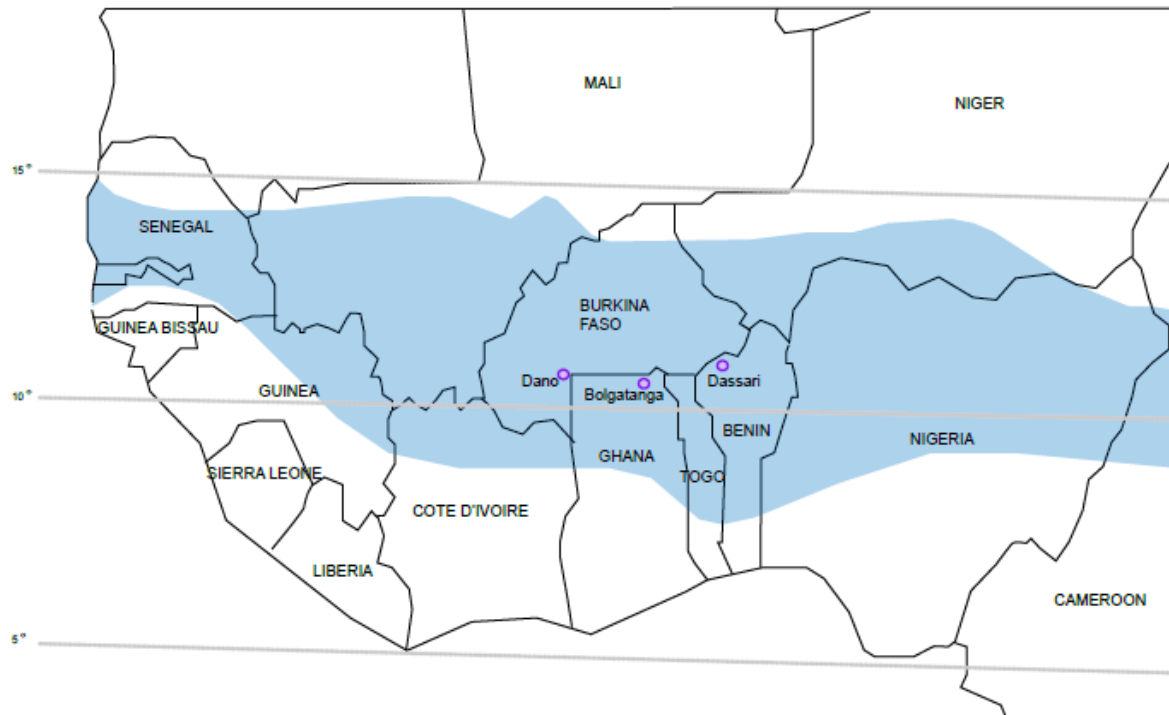 MALI
NIGER
15°
SENEGAL
BURKINA
FASO
GUINEA BISSAU
Dano
Bolgatanga
Dassari
GUINEA
10°
BENIN
NIGERIA
GHANA
SIERRA LEONE
TOGO
COTE D'IVOIRE
LIBERIA
CAMEROON
5°